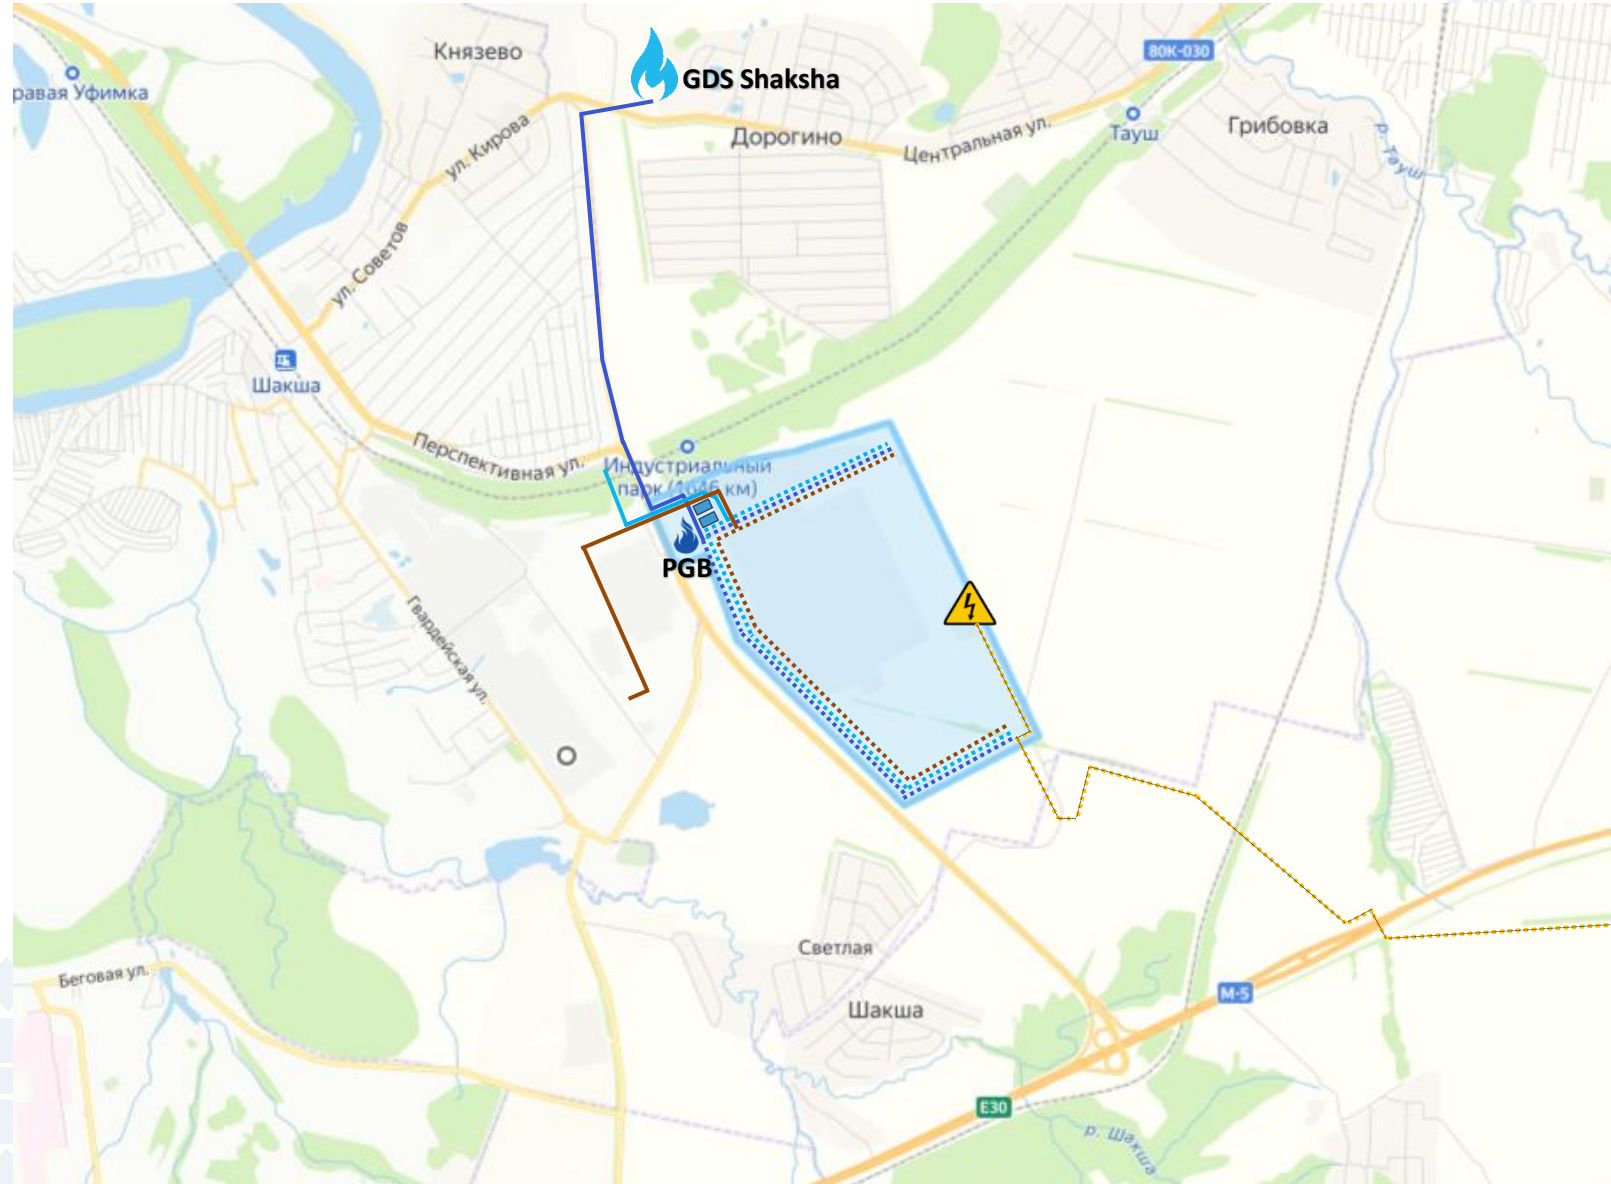 Князево
GDS Shaksha
80К-030
равая Уфимка
ул. Кирова
Дорогино
Центральная ул.
Тауш
Грибовка
р. Тауш
ул. Советов
Шакша
Перспективная ул.
Индустриальный
парк (1646 км)
PGB
Гвардейская ул.
Светлая
Беговая ул.
М-5
Шакша
E30
р. Шакша